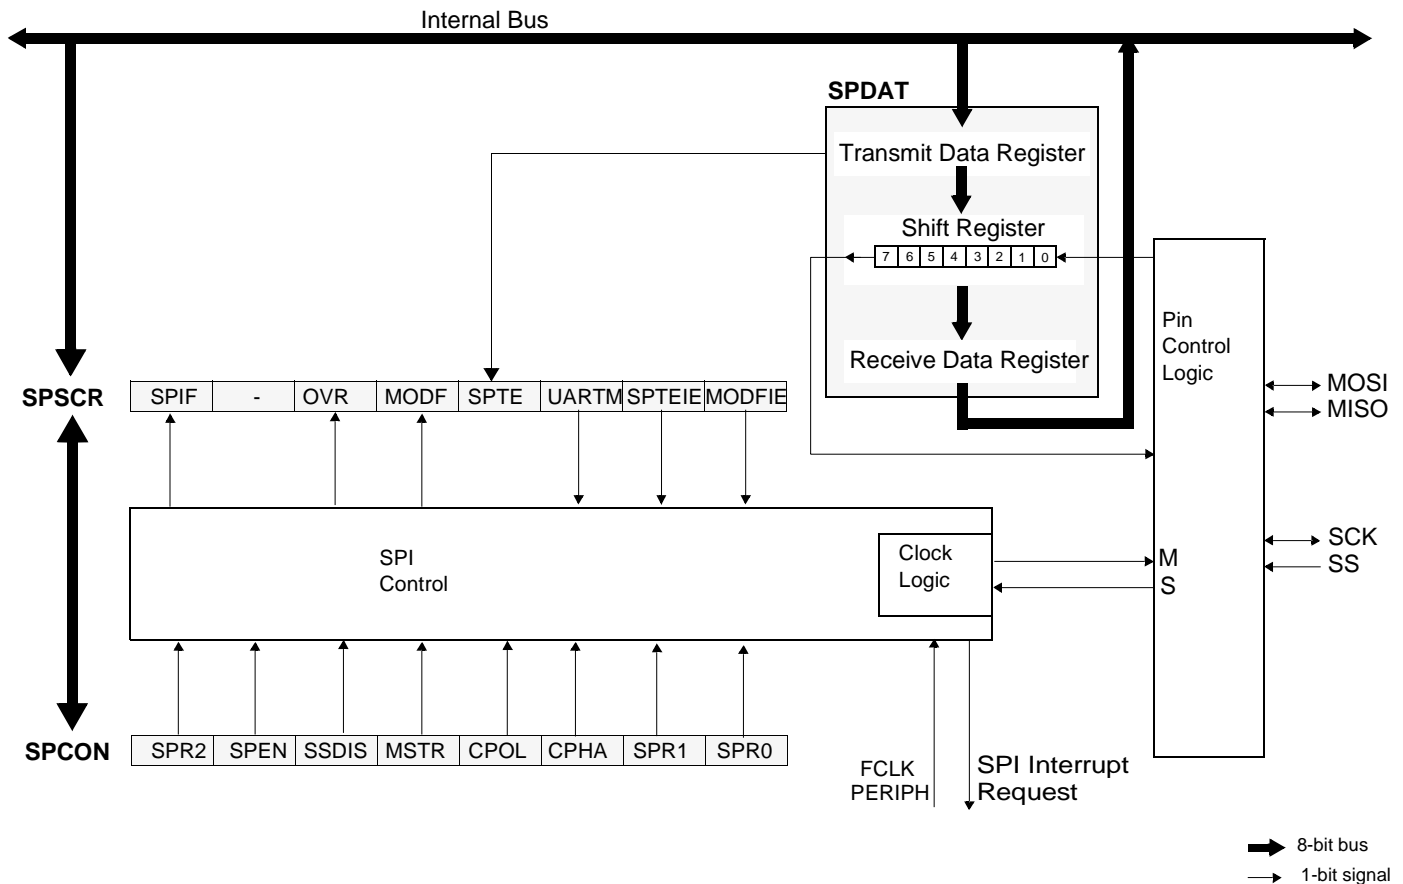 Internal Bus
SPDAT
Transmit Data Register
Shift Register
7 6 5 4 3 2 1 0
Receive Data Register
Pin
Control
Logic
MOSI
MISO
SCK
SS
M
S
SPSCR
SPIF - OVR MODF SPTE UARTM SPTEIE MODFIE
SPI
Control
Clock
Logic
SPCON
SPR2 SPEN SSDIS MSTR CPOL CPHA SPR1 SPR0
FCLK
PERIPH
SPI Interrupt
Request
8-bit bus
1-bit signal